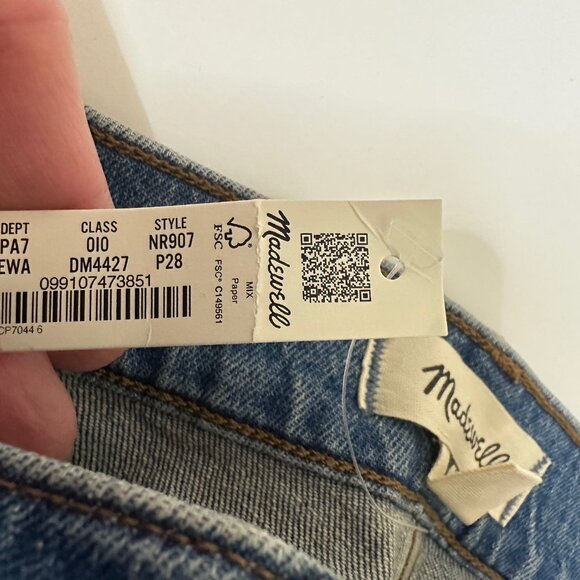 DEPT CLASS STYLE
PA7 010 NR907
EWA DM4427 P28
099107473851
CP7044 6
FSC
MIX
Paper
FSC® C149561
Madewell
Madewell